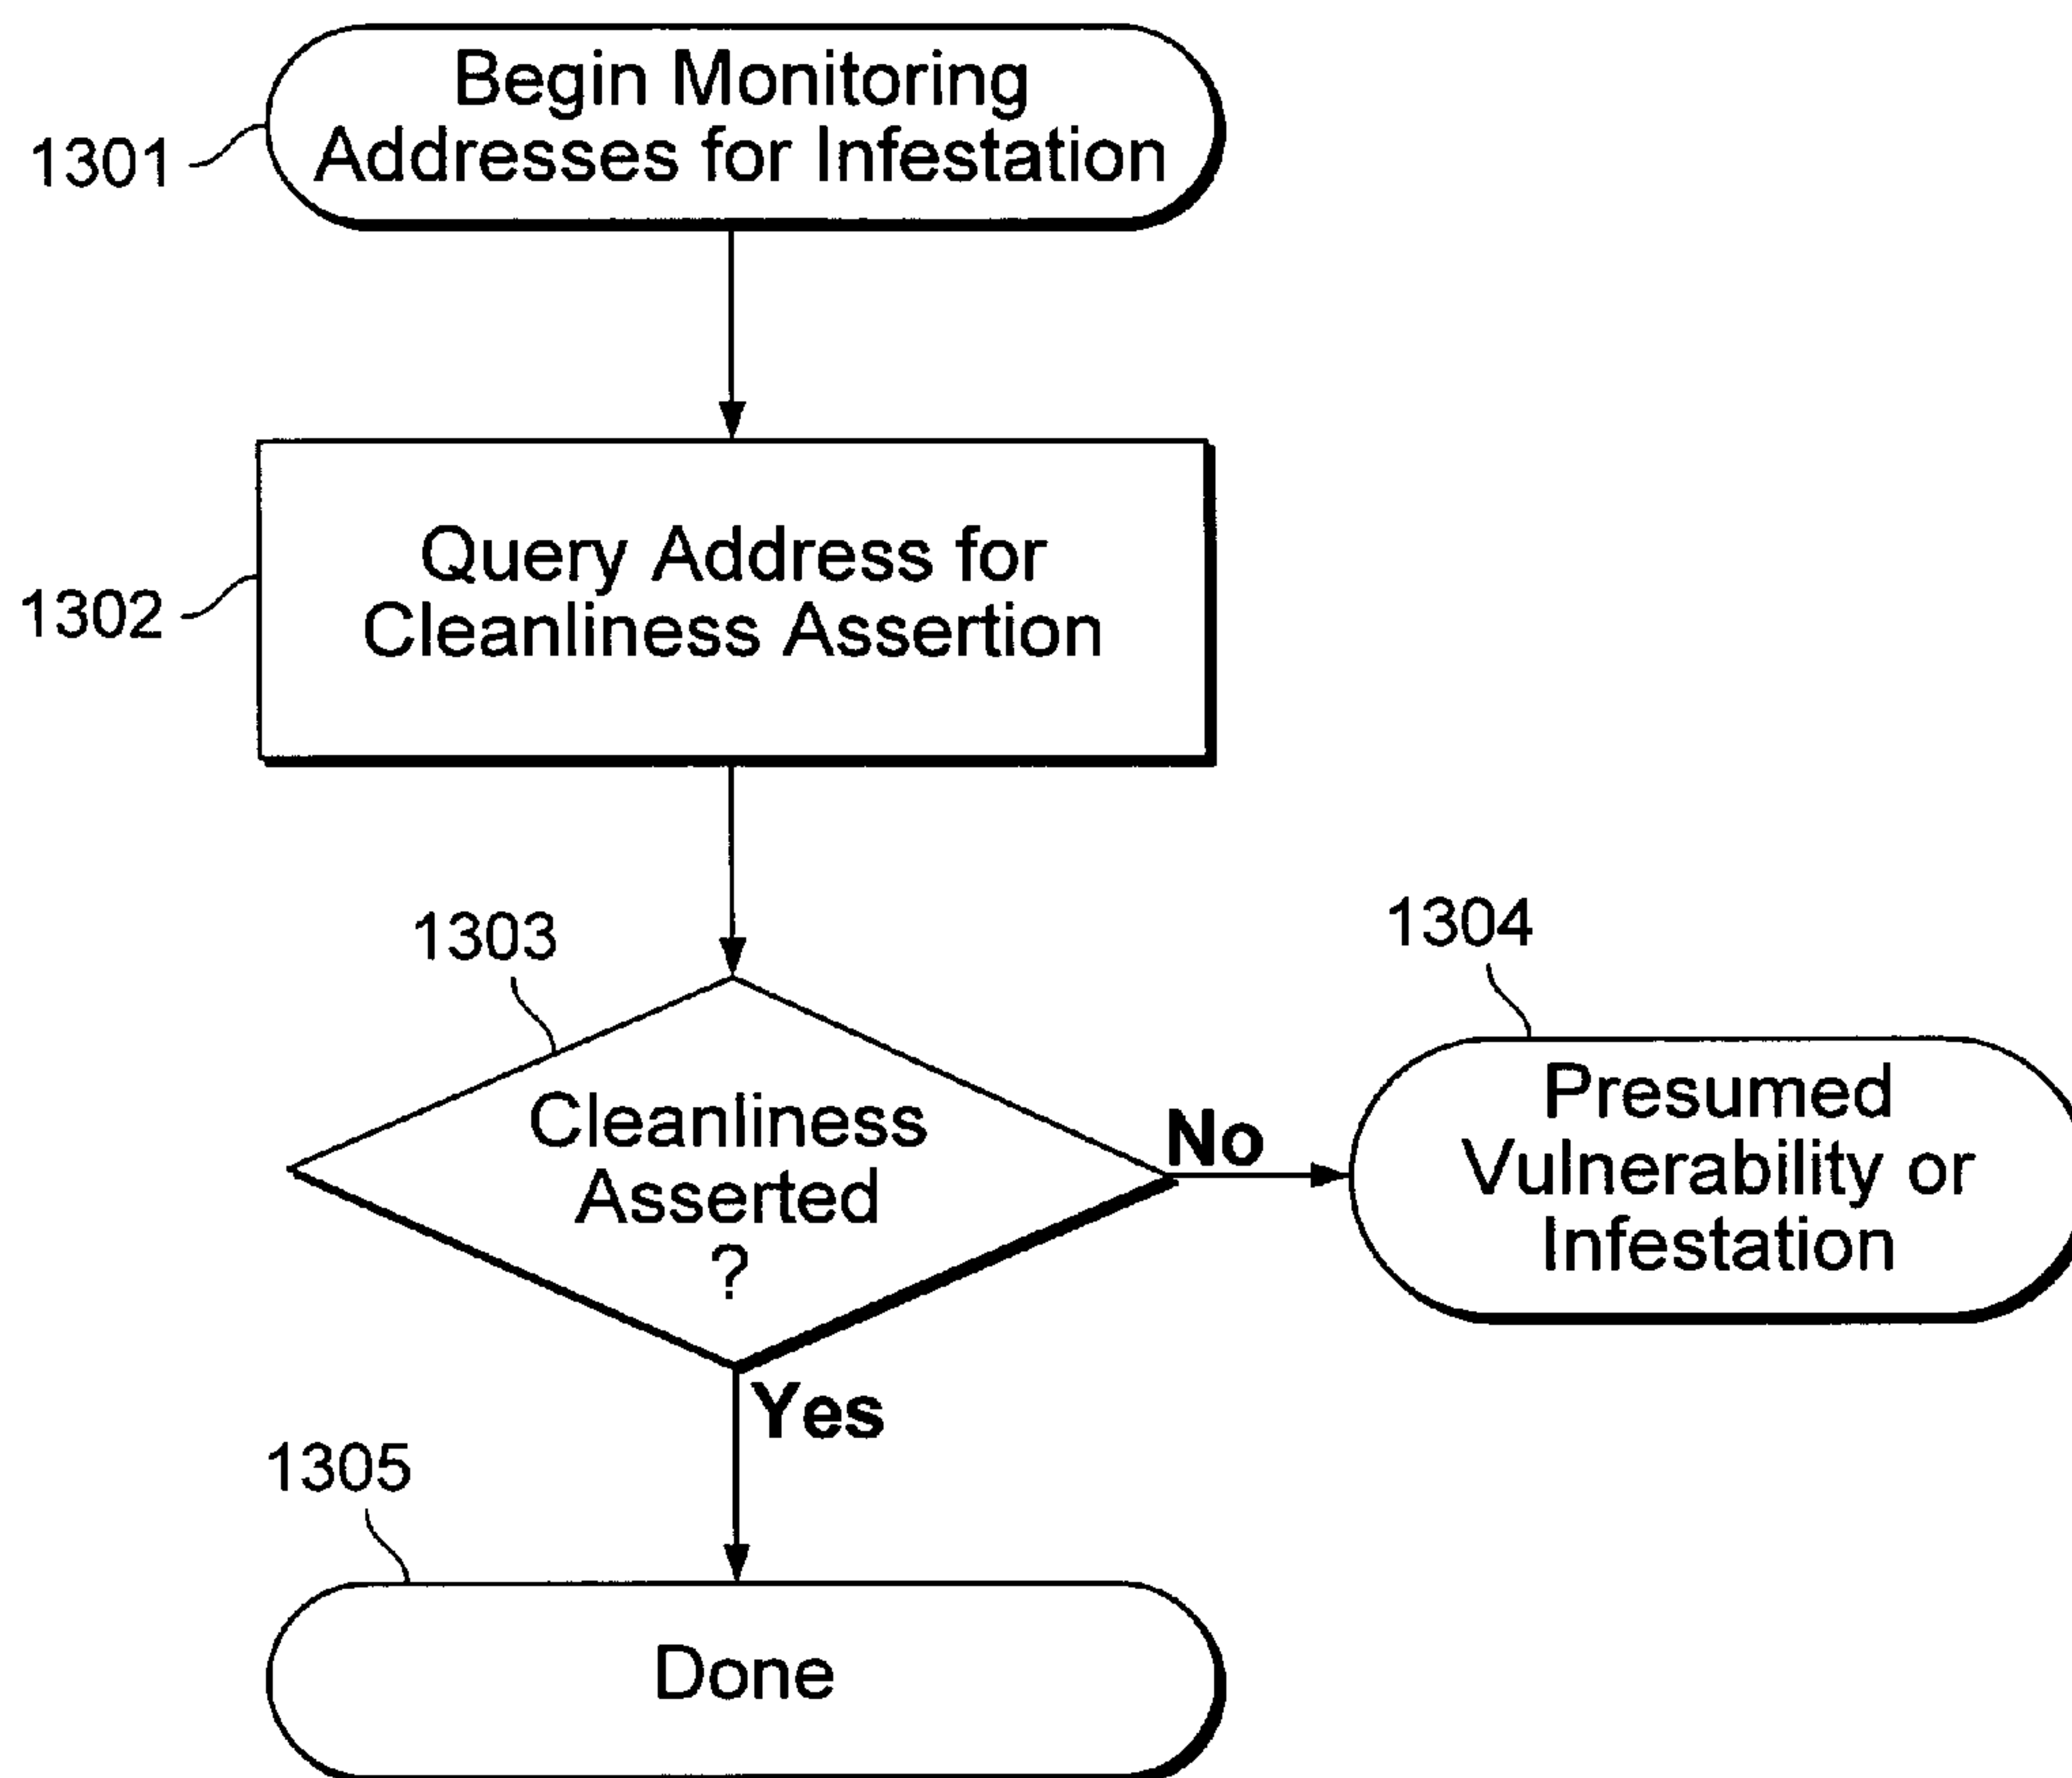 Begin Monitoring
Addresses for Infestation
1301
Query Address for
Cleanliness Assertion
1302
1303
Cleanliness
Asserted
?
No
1304
Presumed
Vulnerability or
Infestation
Yes
1305
Done